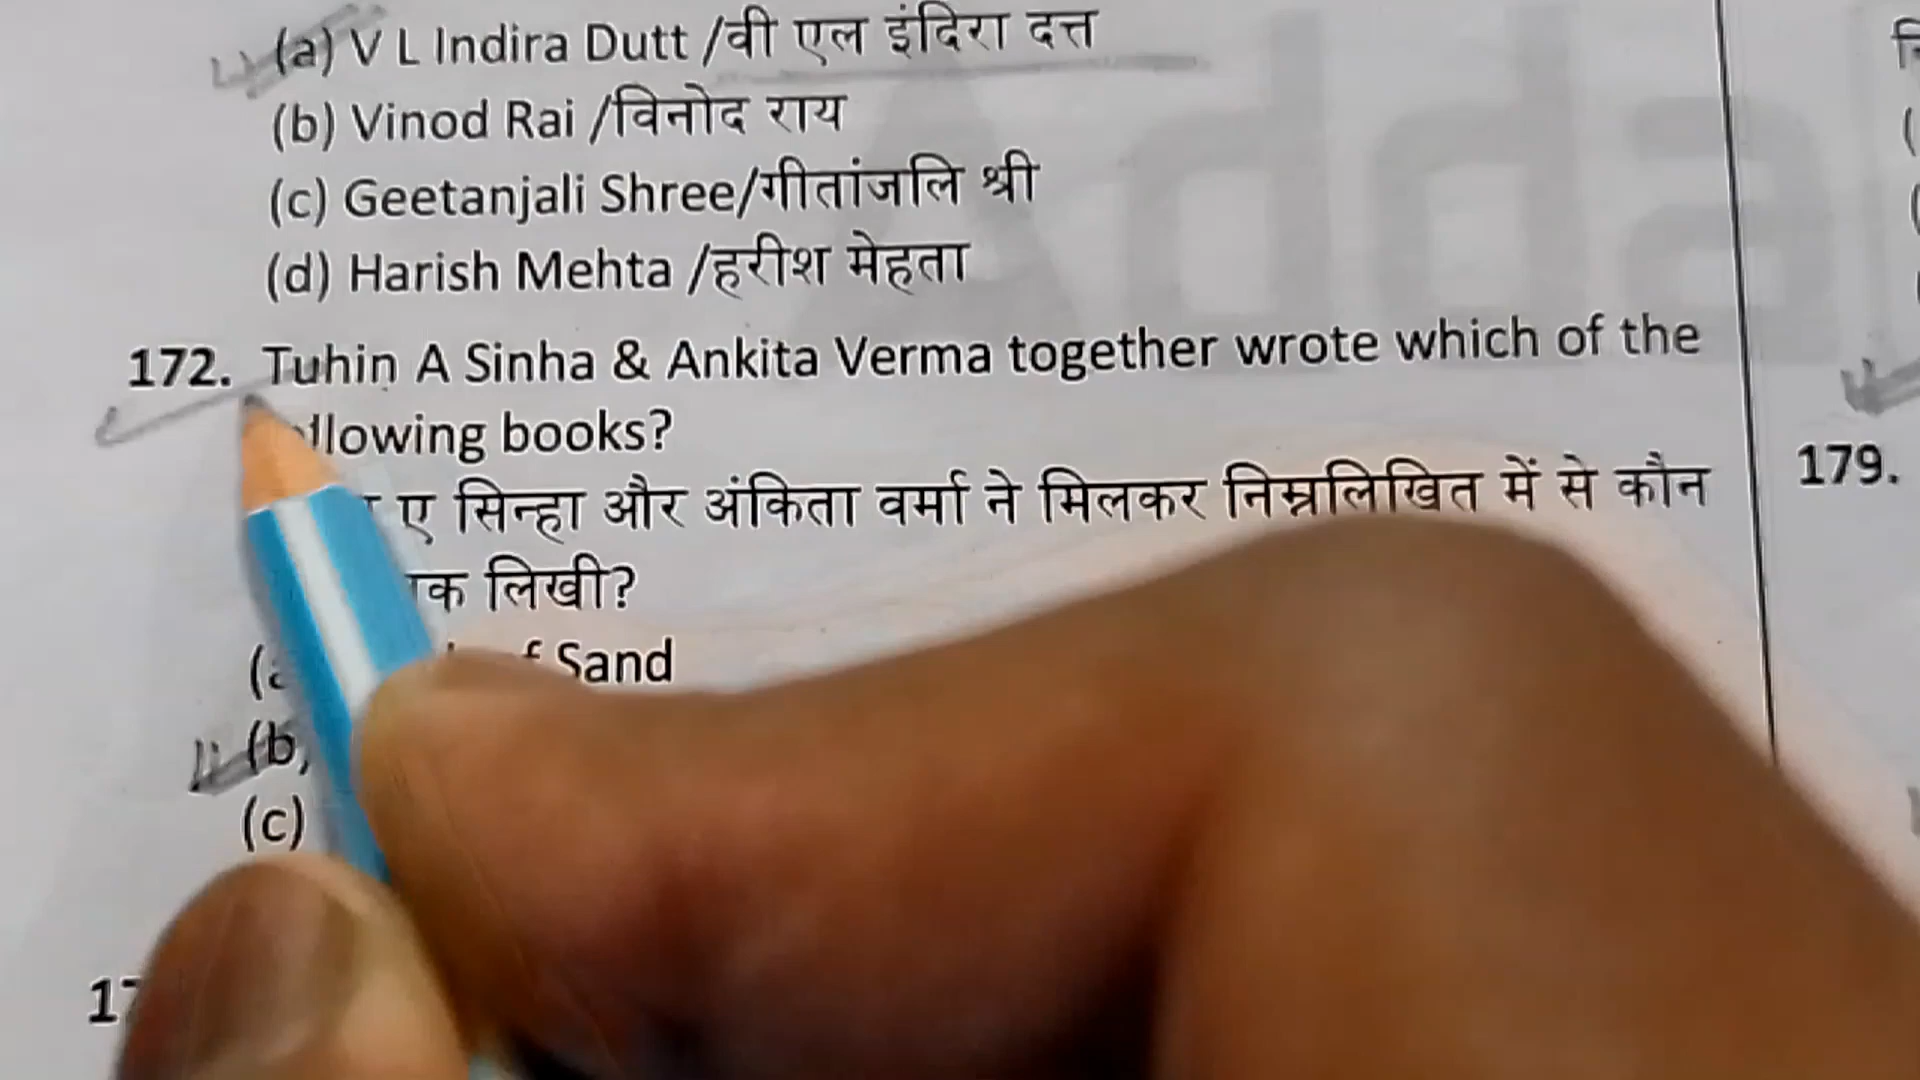 (a) V L Indira Dutt /वी एल इंदिरा दत्त
(b) Vinod Rai /विनोद राय
(c) Geetanjali Shree/गीतांजलि श्री
(d) Harish Mehta /हरीश मेहता
172. Tuhin A Sinha & Ankita Verma together wrote which of the
books?
ए सिन्हा और अंकिता वर्मा ने मिलकर निम्नलिखित में से कौन
लिखी?
Sand
(b)
(c)
179.
Adda